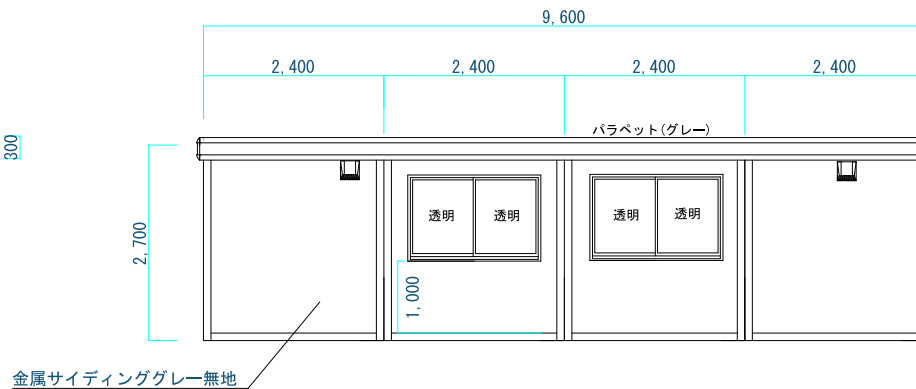 9,600
2,400
2,400
2,400
2,400
パラペット(グレー)
300
透明
透明
透明
透明
2,700
1,000
金属サイディンググレー無地